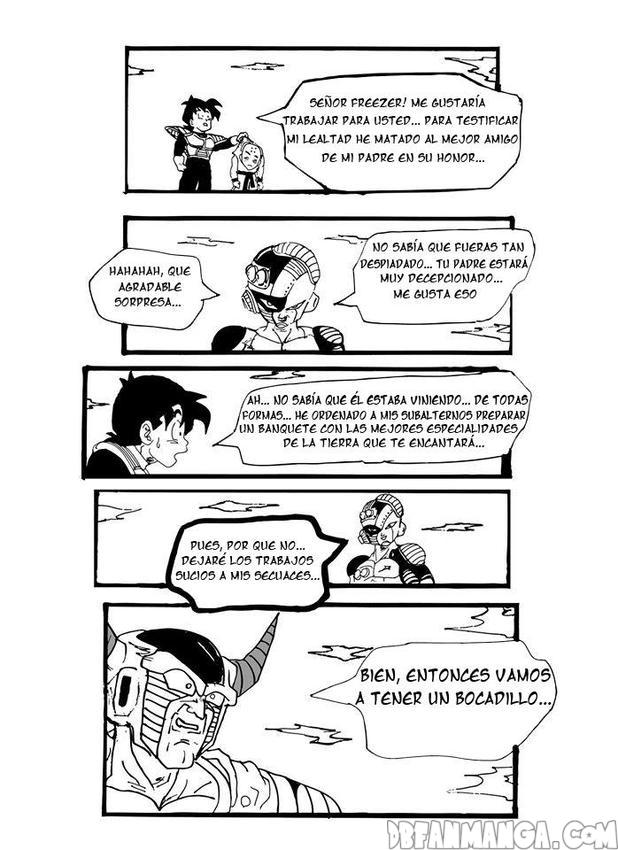 SEÑOR FREEZER! ME GUSTARÍA
TRABAJAR PARA USTED... PARA TESTIFICAR
MI LEALTAD HE MATADO AL MEJOR AMIGO
DE MI PADRE EN SU HONOR...
HAHAHAH, QUE
AGRADABLE
SORPRESA...
NO SABÍA QUE FUERAS TAN
DESPIADADO... TU PADRE ESTARÁ
MUY DECEPCIONADO...
ME GUSTA ESO
AH... NO SABÍA QUE ÉL ESTABA VINIENDO... DE TODAS
FORMAS... HE ORDENADO A MIS SUBALTERNOS PREPARAR
UN BANQUETE CON LAS MEJORES ESPECIALIDADES
DE LA TIERRA QUE TE ENCANTARÁ...
PUES, POR QUE NO...
DEJARÉ LOS TRABAJOS
SUCIOS A MIS SECUACES...
BIEN, ENTONCES VAMOS
A TENER UN BOCADILLO...
DBFANMANGA.COM